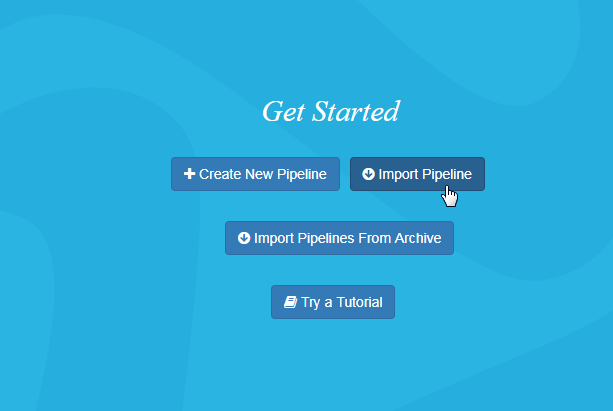 Get Started
Create New Pipeline
Import Pipeline
Import Pipelines From Archive
Try a Tutorial